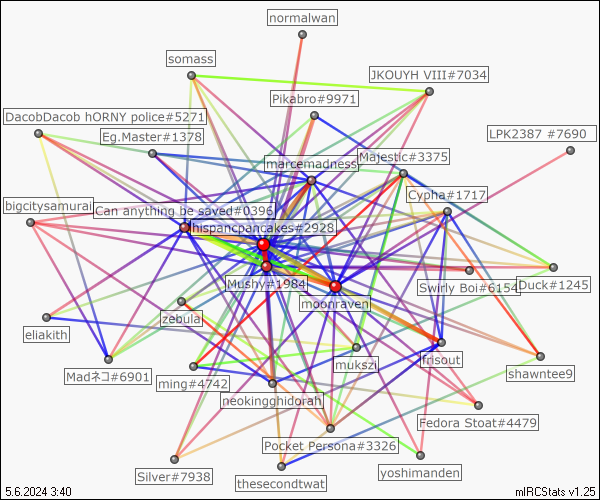 normalwan
somass
JKOUYH VIII#7034
Pikabro#9971
DacobDacob hORNY police#5271
Eg.Master#1378
LPK2387 #7690
marcemadness
Majestic#3375
Cypha#1717
bigcitysamurai
Can anything be saved#0396
hispancpancakes#2928
Mushy#1984
Swirly Boi#6154
Duck#1245
moonraven
zebula
eliakith
mukszi
frisout
Madネコ#6901
ming#4742
shawntee9
neokingghidorah
Fedora Stoat#4479
Pocket Persona#3326
Silver#7938
thesecondtwat
yoshimanden
5.6.2024 3:40
mIRCStats v1.25